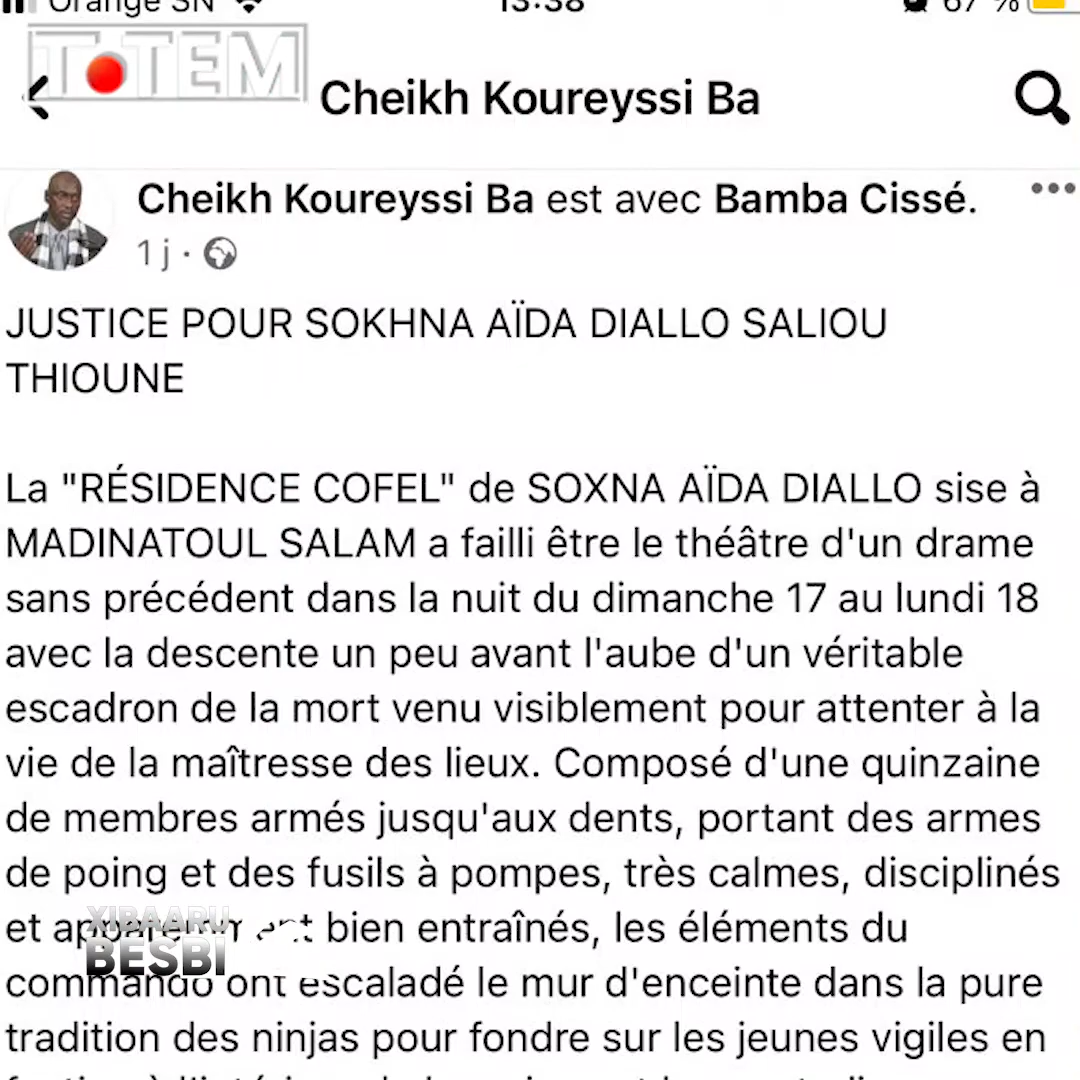 Orange SN 13:38 67 %
TOTEM
Cheikh Koureyssi Ba
Cheikh Koureyssi Ba est avec Bamba Cissé.
1 j ·
JUSTICE POUR SOKHNA AÏDA DIALLO SALIOU
THIOUNE
La "RÉSIDENCE COFEL" de SOXNA AÏDA DIALLO sise à
MADINATOUL SALAM a failli être le théâtre d'un drame
sans précédent dans la nuit du dimanche 17 au lundi 18
avec la descente un peu avant l'aube d'un véritable
escadron de la mort venu visiblement pour attenter à la
vie de la maîtresse des lieux. Composé d'une quinzaine
de membres armés jusqu'aux dents, portant des armes
de poing et des fusils à pompes, très calmes, disciplinés
et apparemment bien entraînés, les éléments du
XIBAARU
BESBI
commando ont escaladé le mur d'enceinte dans la pure
tradition des ninjas pour fondre sur les jeunes vigiles en